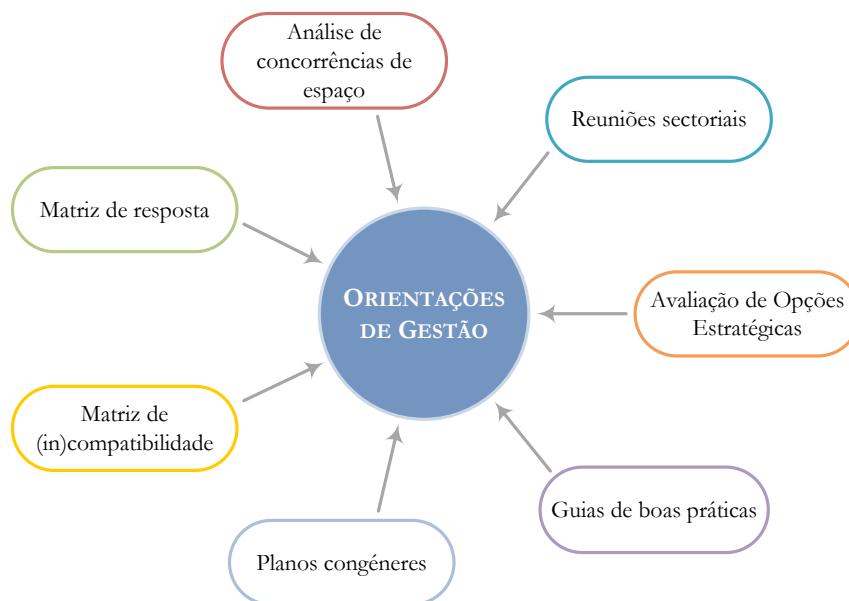 Análise de
concorrências de
espaço
Reuniões sectoriais
Matriz de resposta
Orientações
de Gestão
Avaliação de Opções
Estratégicas
Matriz de
(in)compatibilidade
Guias de boas práticas
Planos congéneres